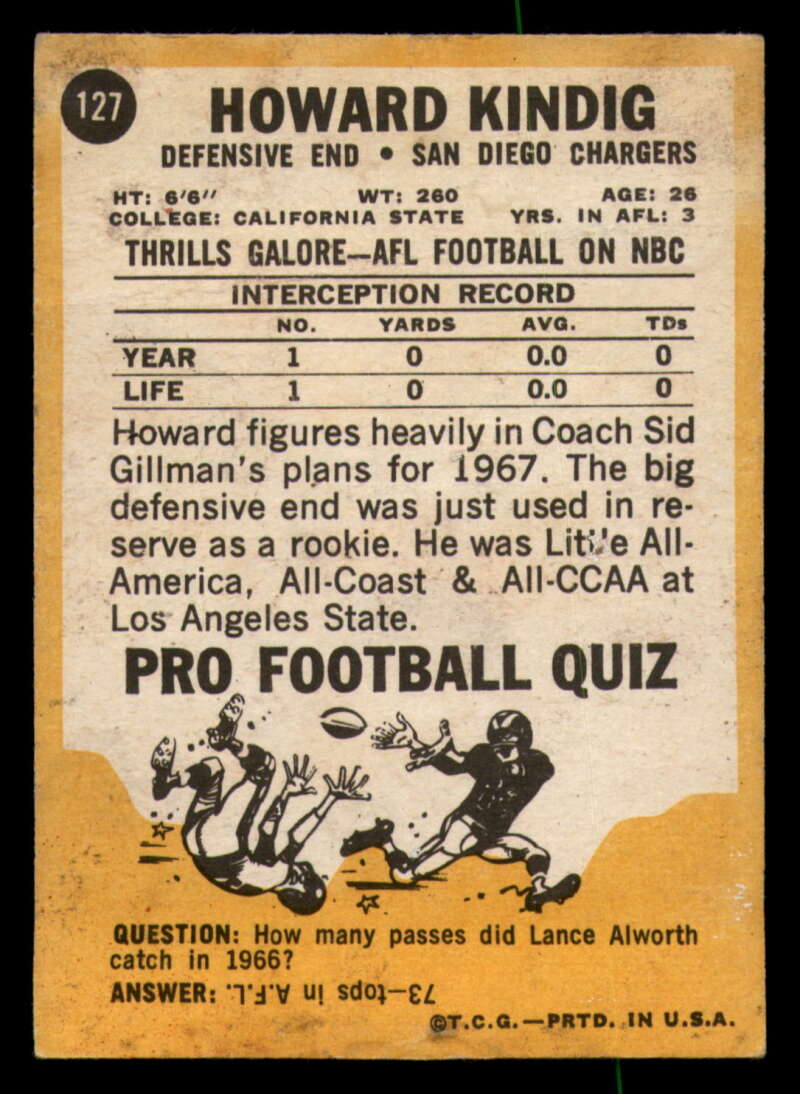 127
HOWARD KINDIG
DEFENSIVE END • SAN DIEGO CHARGERS
HT: 6'6" WT: 260 AGE: 26
COLLEGE: CALIFORNIA STATE YRS. IN AFL: 3
THRILLS GALORE—AFL FOOTBALL ON NBC
INTERCEPTION RECORD
NO. YARDS AVG. TDs
YEAR 1 0 0.0 0
LIFE 1 0 0.0 0
Howard figures heavily in Coach Sid
Gillman's plans for 1967. The big
defensive end was just used in re-
serve as a rookie. He was Little All-
America, All-Coast & All-CCAA at
Los Angeles State.
PRO FOOTBALL QUIZ
QUESTION: How many passes did Lance Alworth
catch in 1966?
ANSWER: 73—tops in A.F.L.
©T.C.G.—PRTD. IN U.S.A.